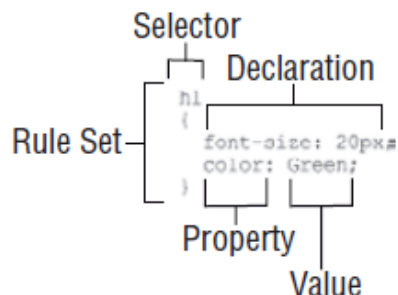 Selector
Declaration
h1
{
Rule Set
font-size: 20px;
color: Green;
}
Property
Value